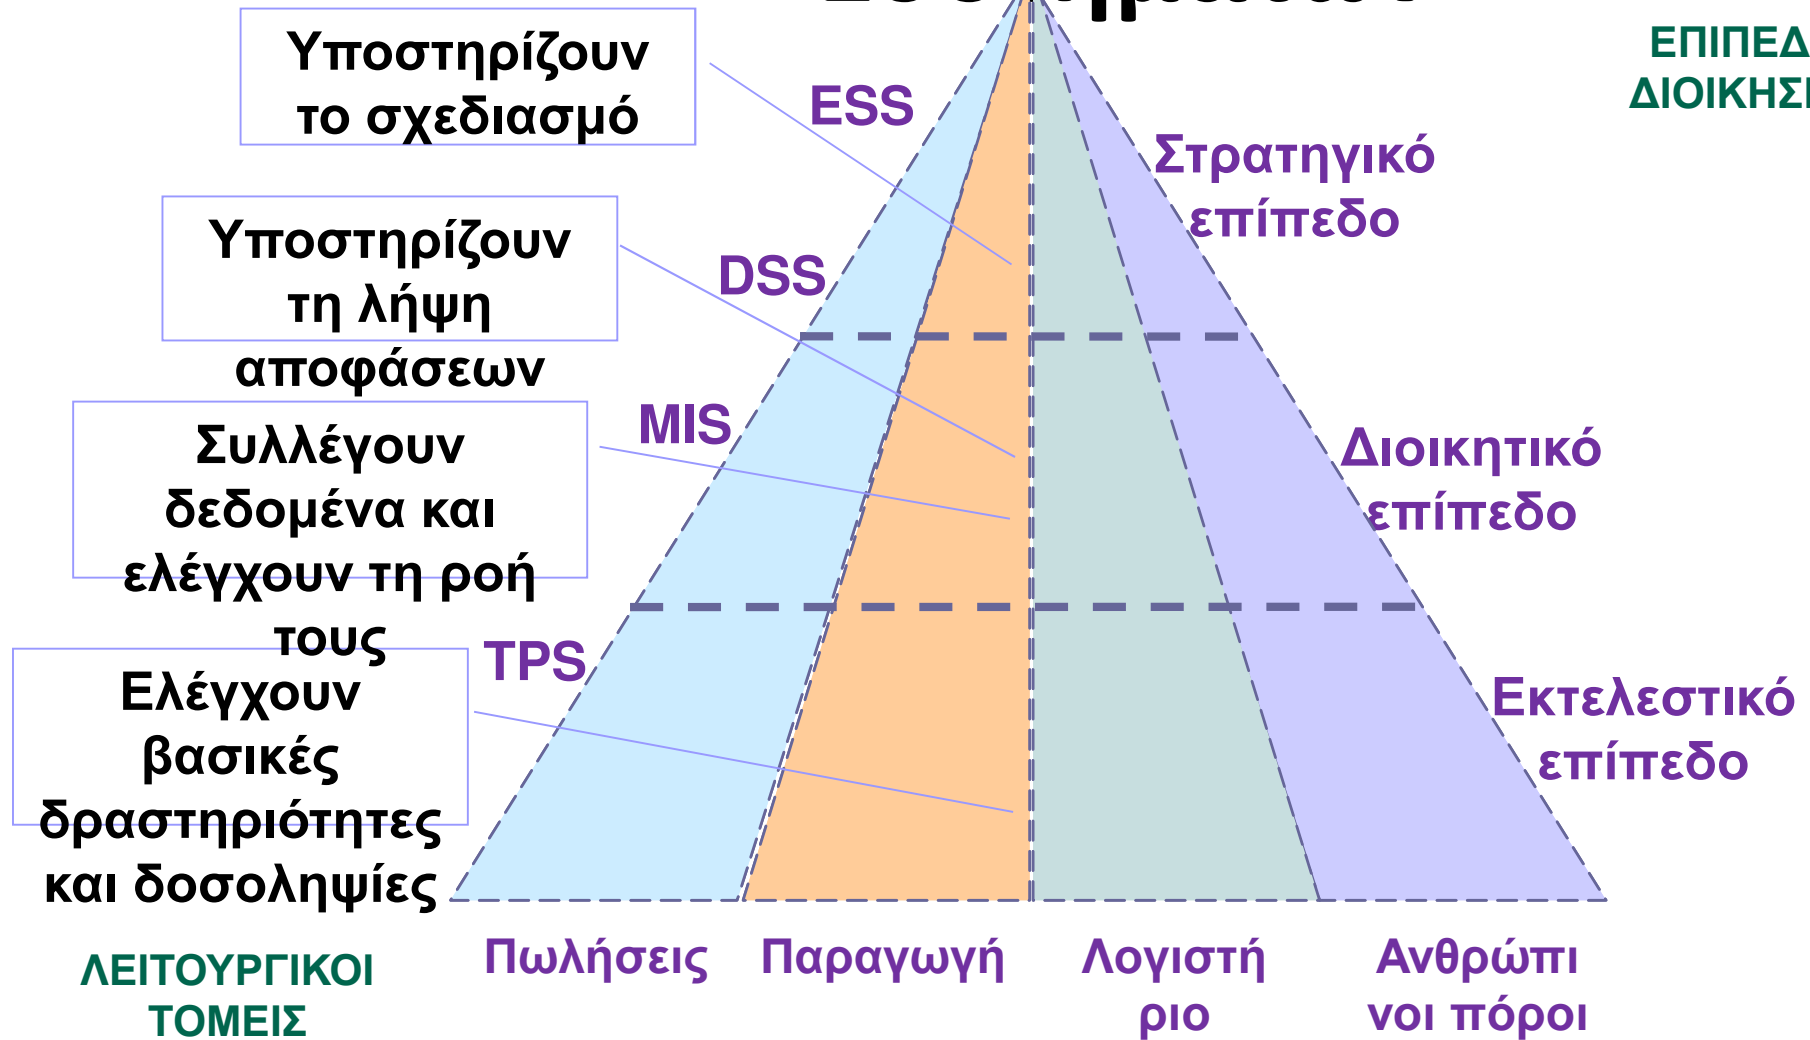 Υποστηρίζουν
το σχεδιασμό
ESS
ΕΠΙΠΕΔ
ΔΙΟΙΚΗΣ
Στρατηγικό
επίπεδο
Υποστηρίζουν
τη λήψη
αποφάσεων
DSS
Συλλέγουν
δεδομένα και
ελέγχουν τη ροή
τους
MIS
Διοικητικό
επίπεδο
Ελέγχουν
βασικές
δραστηριότητες
και δοσοληψίες
TPS
Εκτελεστικό
επίπεδο
ΛΕΙΤΟΥΡΓΙΚΟΙ
ΤΟΜΕΙΣ
Πωλήσεις
Παραγωγή
Λογιστή
ριο
Ανθρώπι
νοι πόροι